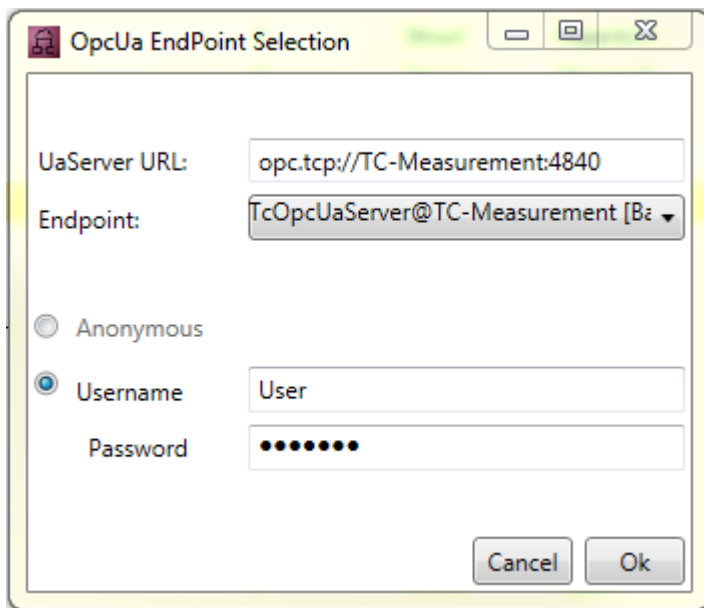 OpcUa EndPoint Selection
UaServer URL: opc.tcp://TC-Measurement:4840
Endpoint: TcOpcUaServer@TC-Measurement [Ba
Anonymous
Username User
Password •••••••
Cancel Ok